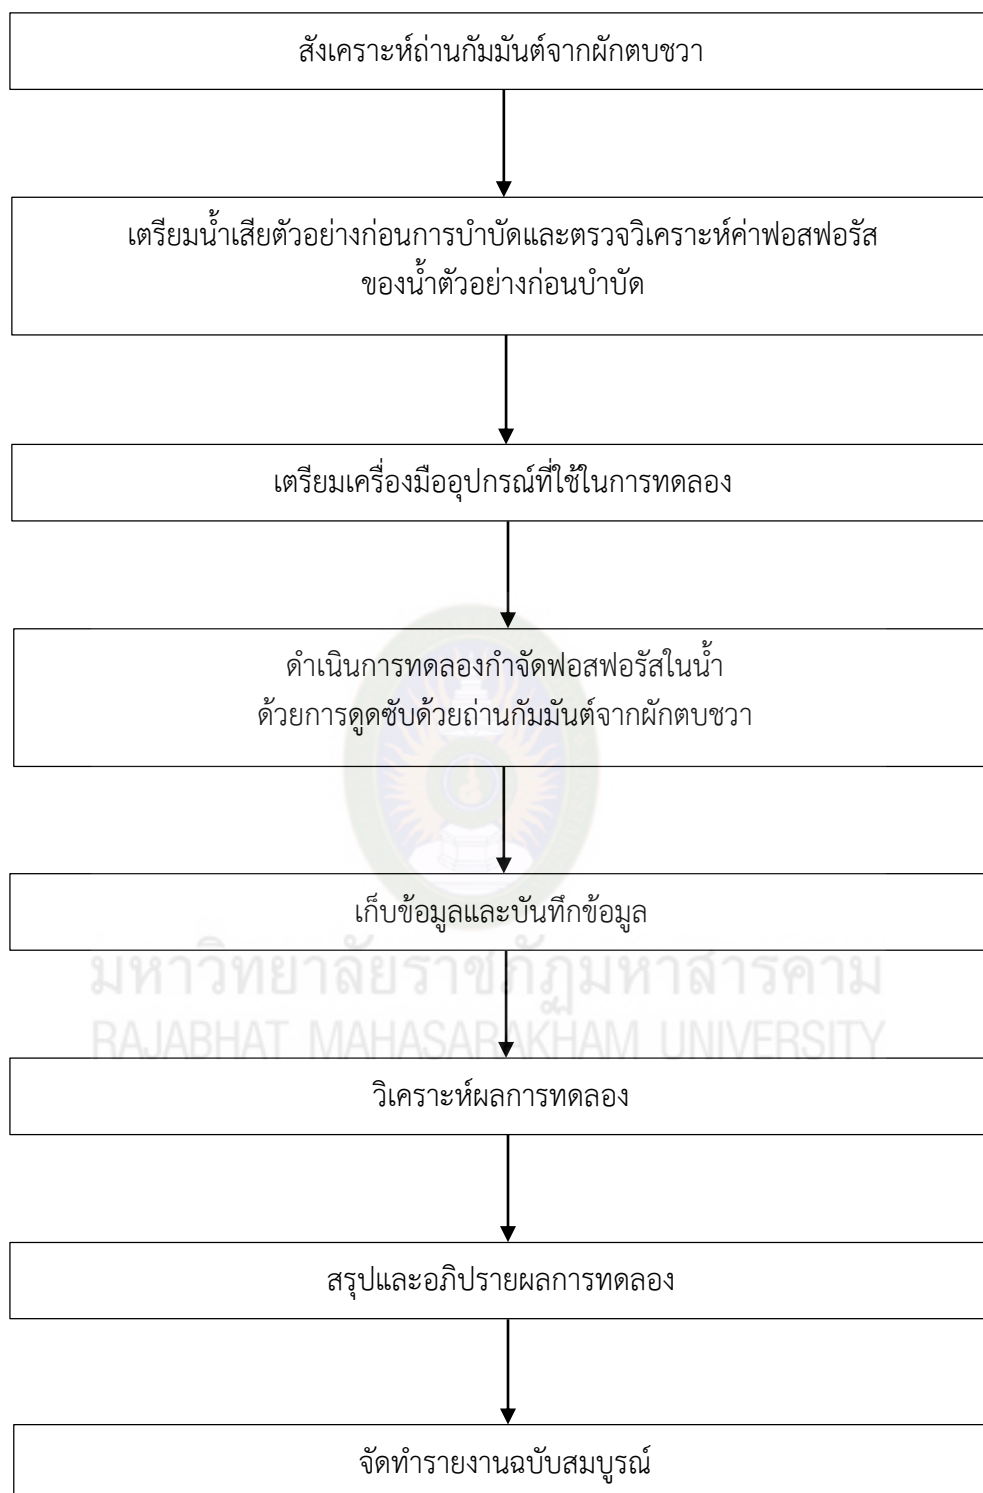 สังเคราะห์ถ่านกัมมันต์จากผักตบชวา
เตรียมน้ำเสียตัวอย่างก่อนการบำบัดและตรวจวิเคราะห์ค่าฟอสฟอรัส
ของน้ำตัวอย่างก่อนบำบัด
เตรียมเครื่องมืออุปกรณ์ที่ใช้ในการทดลอง
ดำเนินการทดลองกำจัดฟอสฟอรัสในน้ำ
ด้วยการดูดซับด้วยถ่านกัมมันต์จากผักตบชวา
เก็บข้อมูลและบันทึกข้อมูล
มหาวิทยาลัยราชภัฏมหาสารคาม
RAJABHAT MAHASARAKHAM UNIVERSITY
วิเคราะห์ผลการทดลอง
สรุปและอภิปรายผลการทดลอง
จัดทำรายงานฉบับสมบูรณ์